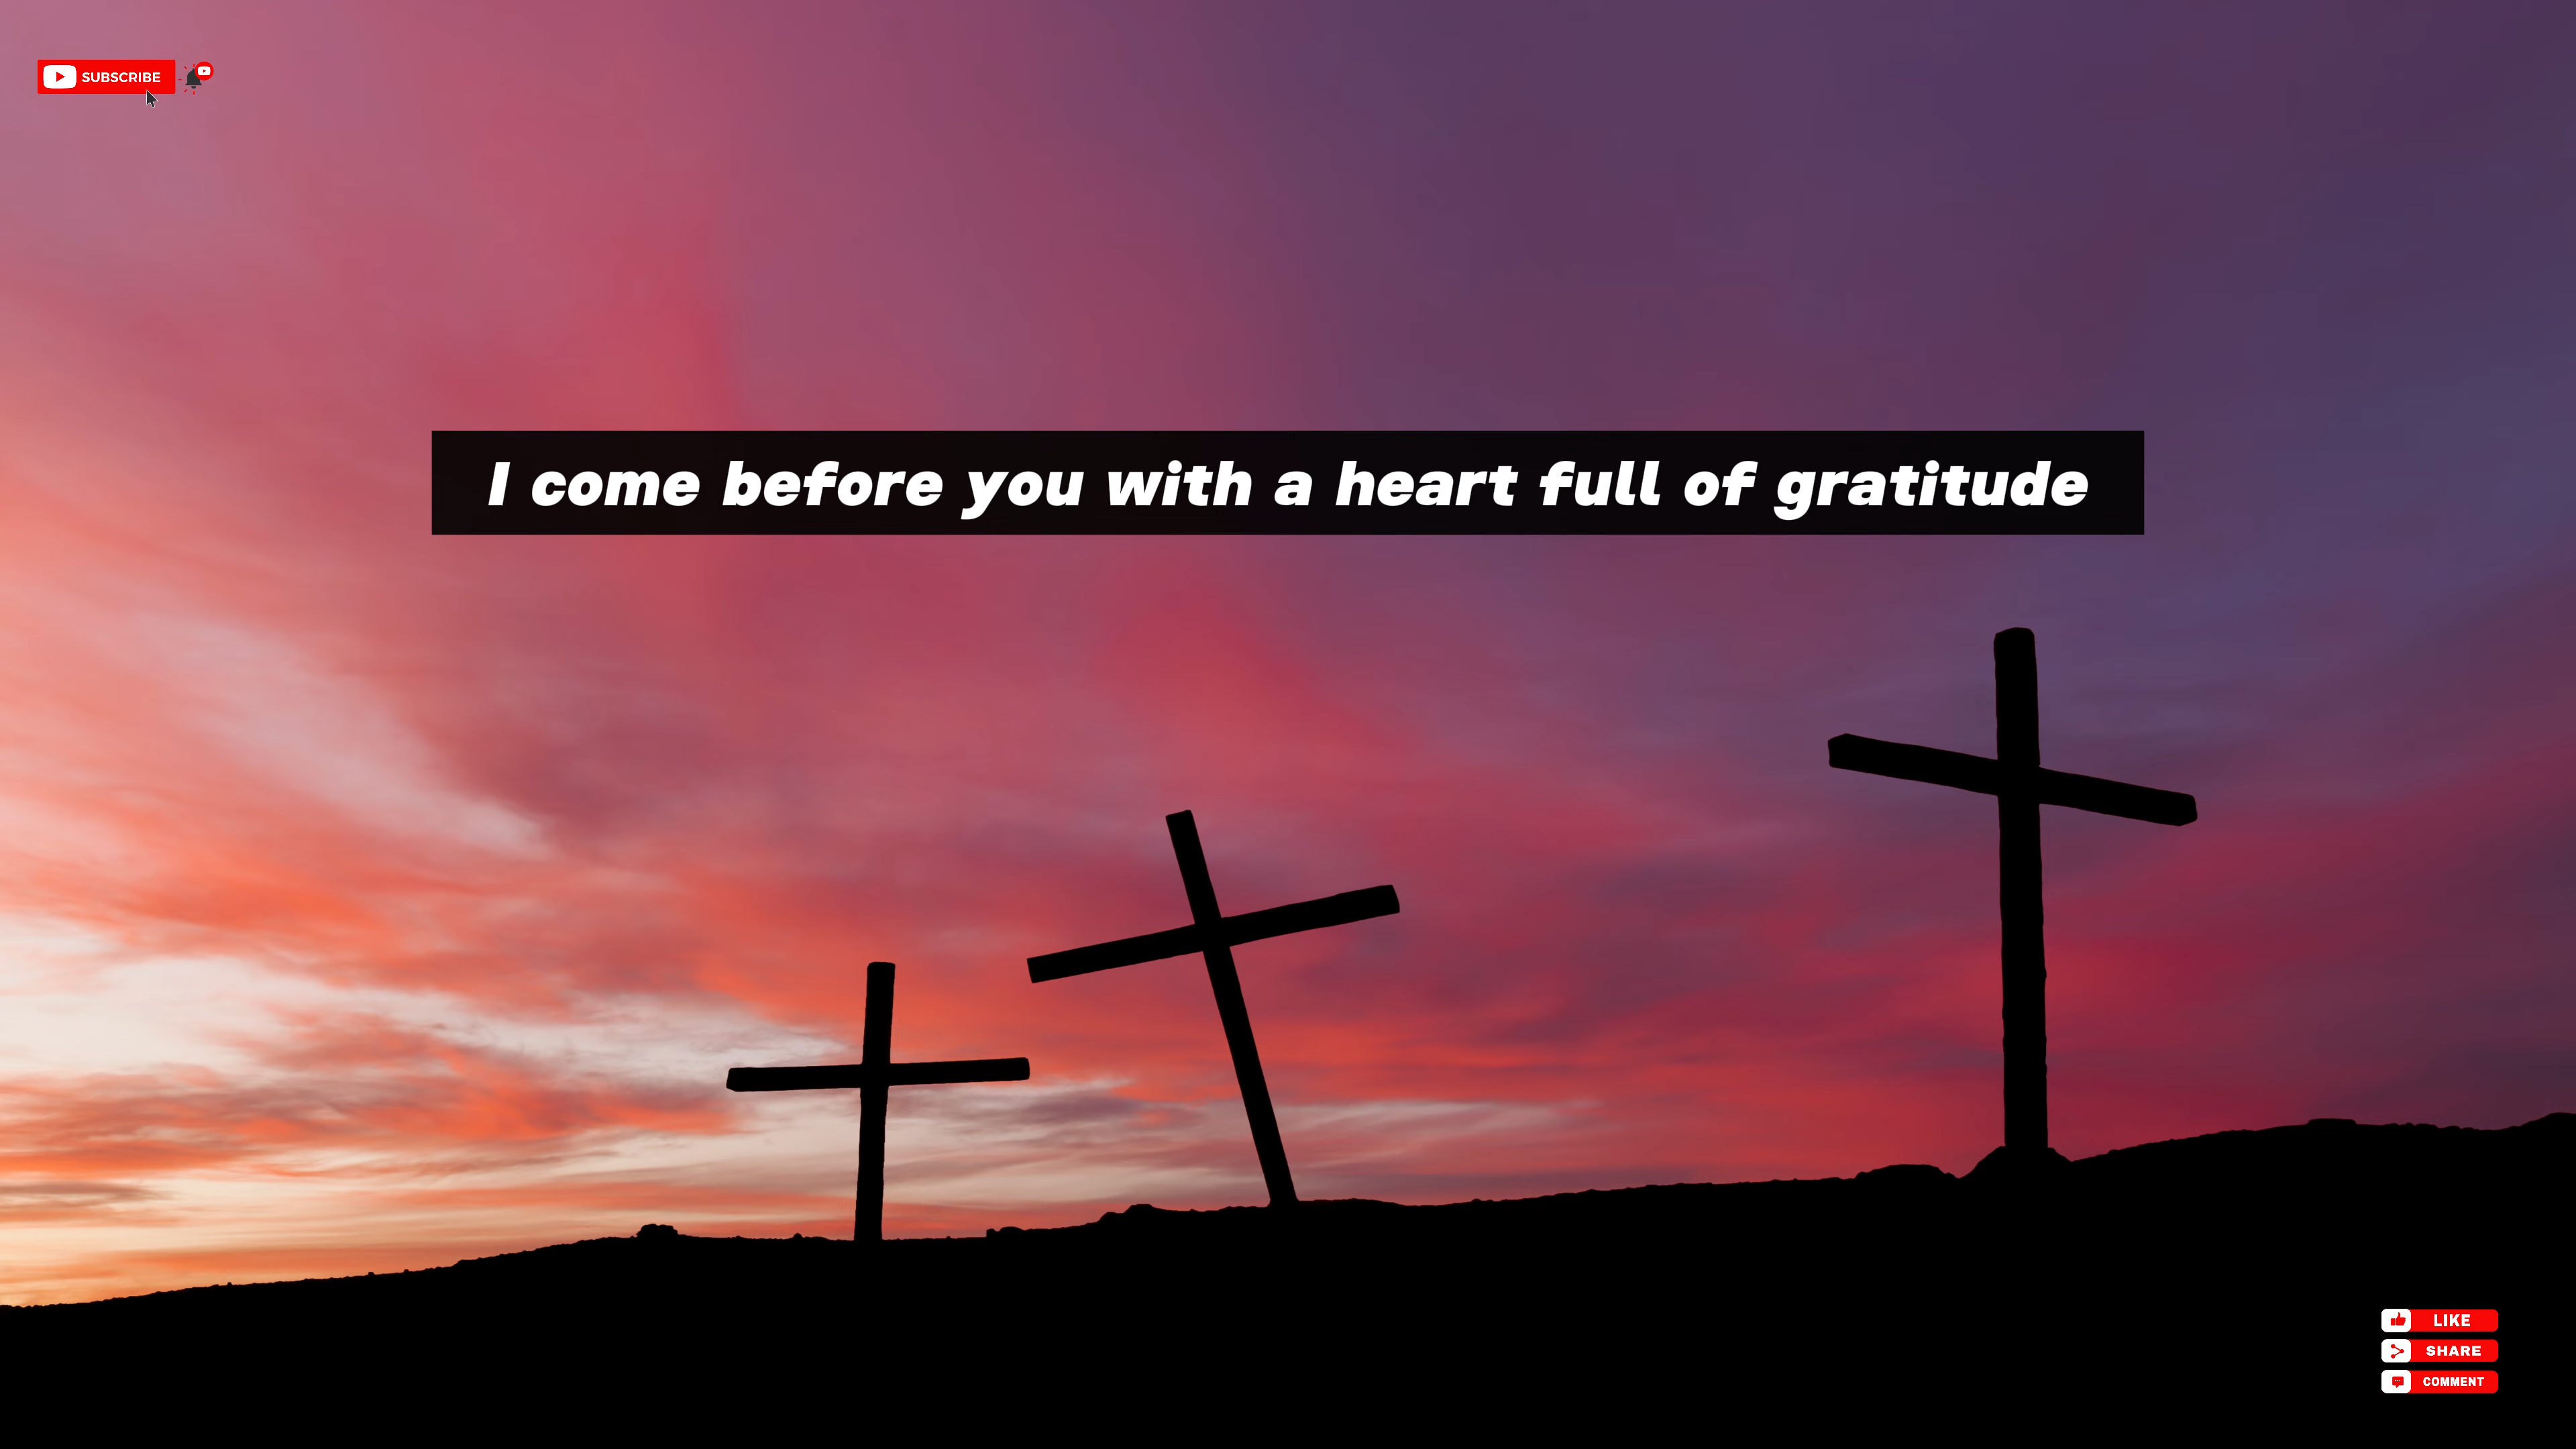 SUBSCRIBE
I come before you with a heart full of gratitude
LIKE
SHARE
COMMENT